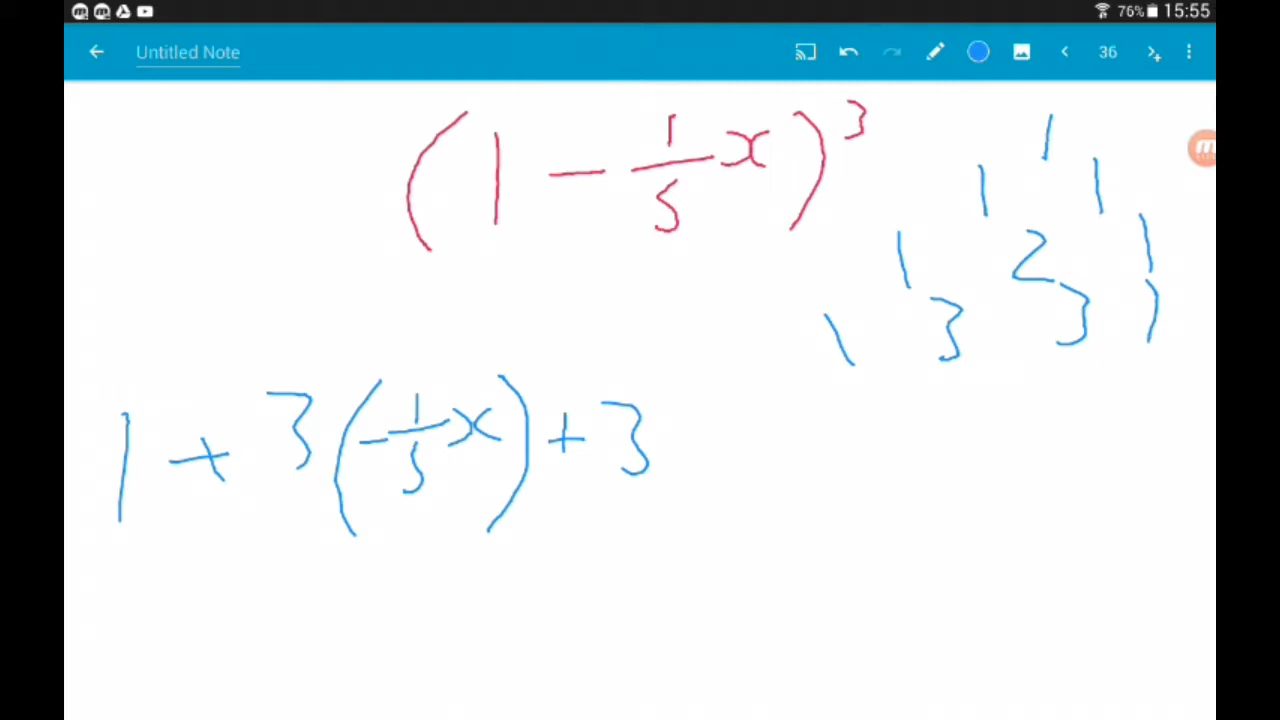 76% 15:55
Untitled Note 36
(1 - 1/5 x)^3
1
1 1
1 2 1
1 3 3 1
1 + 3(-1/5 x) + 3